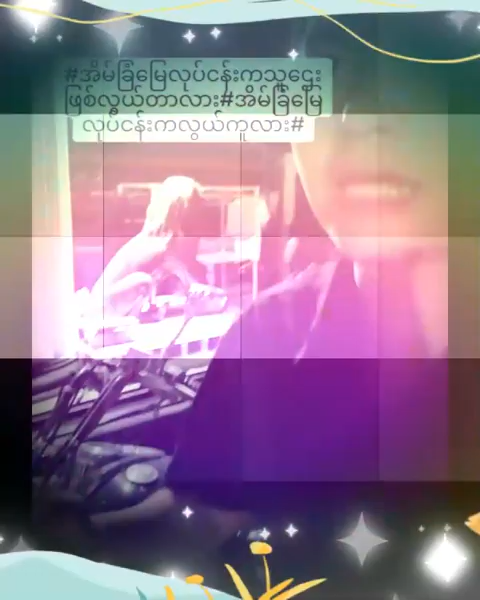 #အိမ်ခြံမြေလုပ်ငန်းကသူဌေး
ဖြစ်လွယ်တာလား#အိမ်ခြံမြေ
လုပ်ငန်းကလွယ်ကူလား#